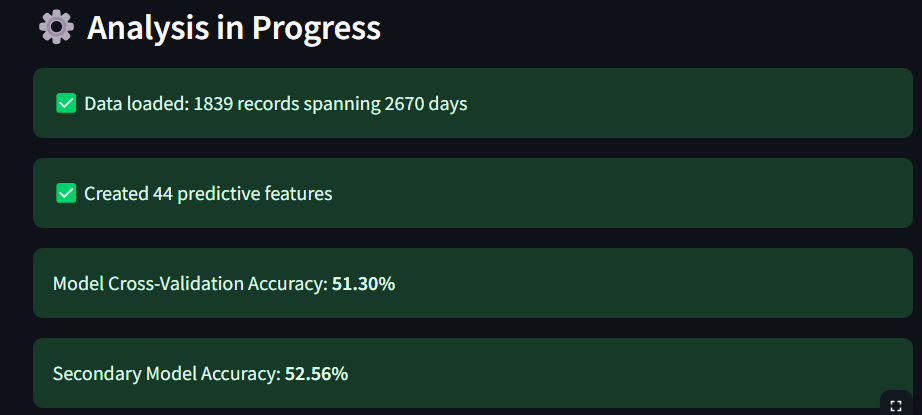 Analysis in Progress
Data loaded: 1839 records spanning 2670 days
Created 44 predictive features
Model Cross-Validation Accuracy: 51.30%
Secondary Model Accuracy: 52.56%